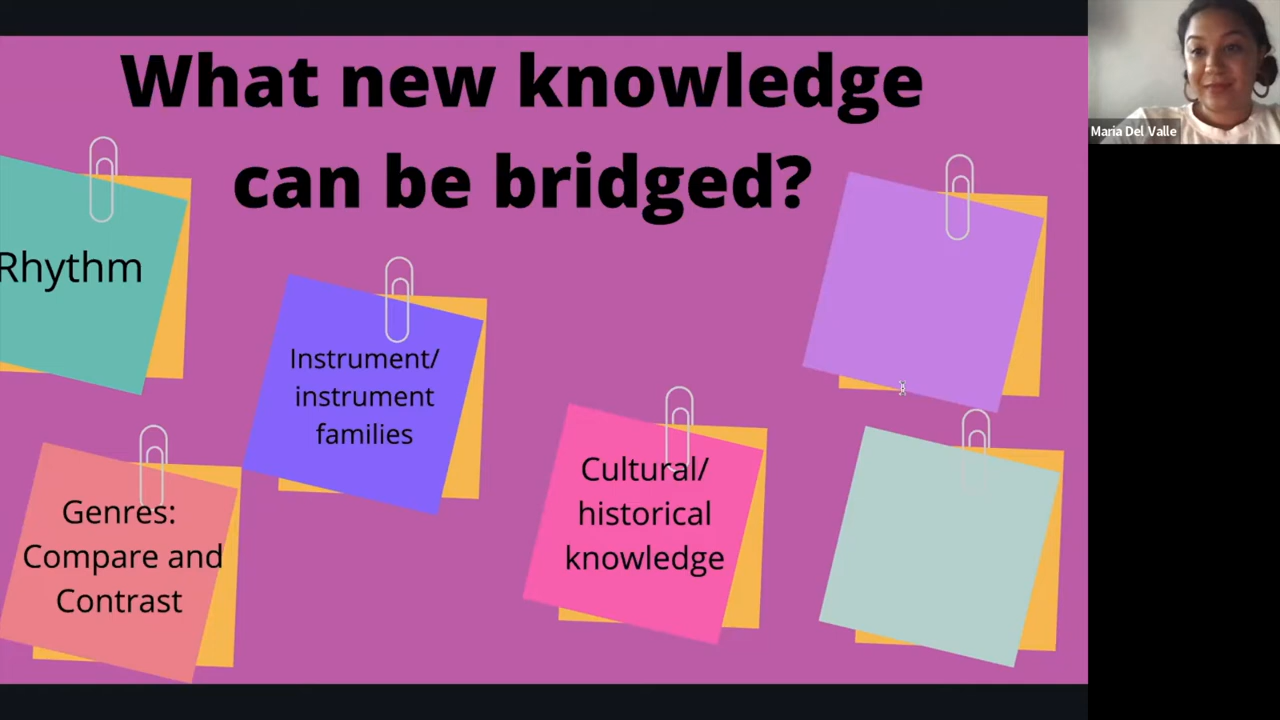 What new knowledge
can be bridged?
Rhythm
Instrument/
instrument
families
Genres:
Compare and
Contrast
Cultural/
historical
knowledge
Maria Del Valle